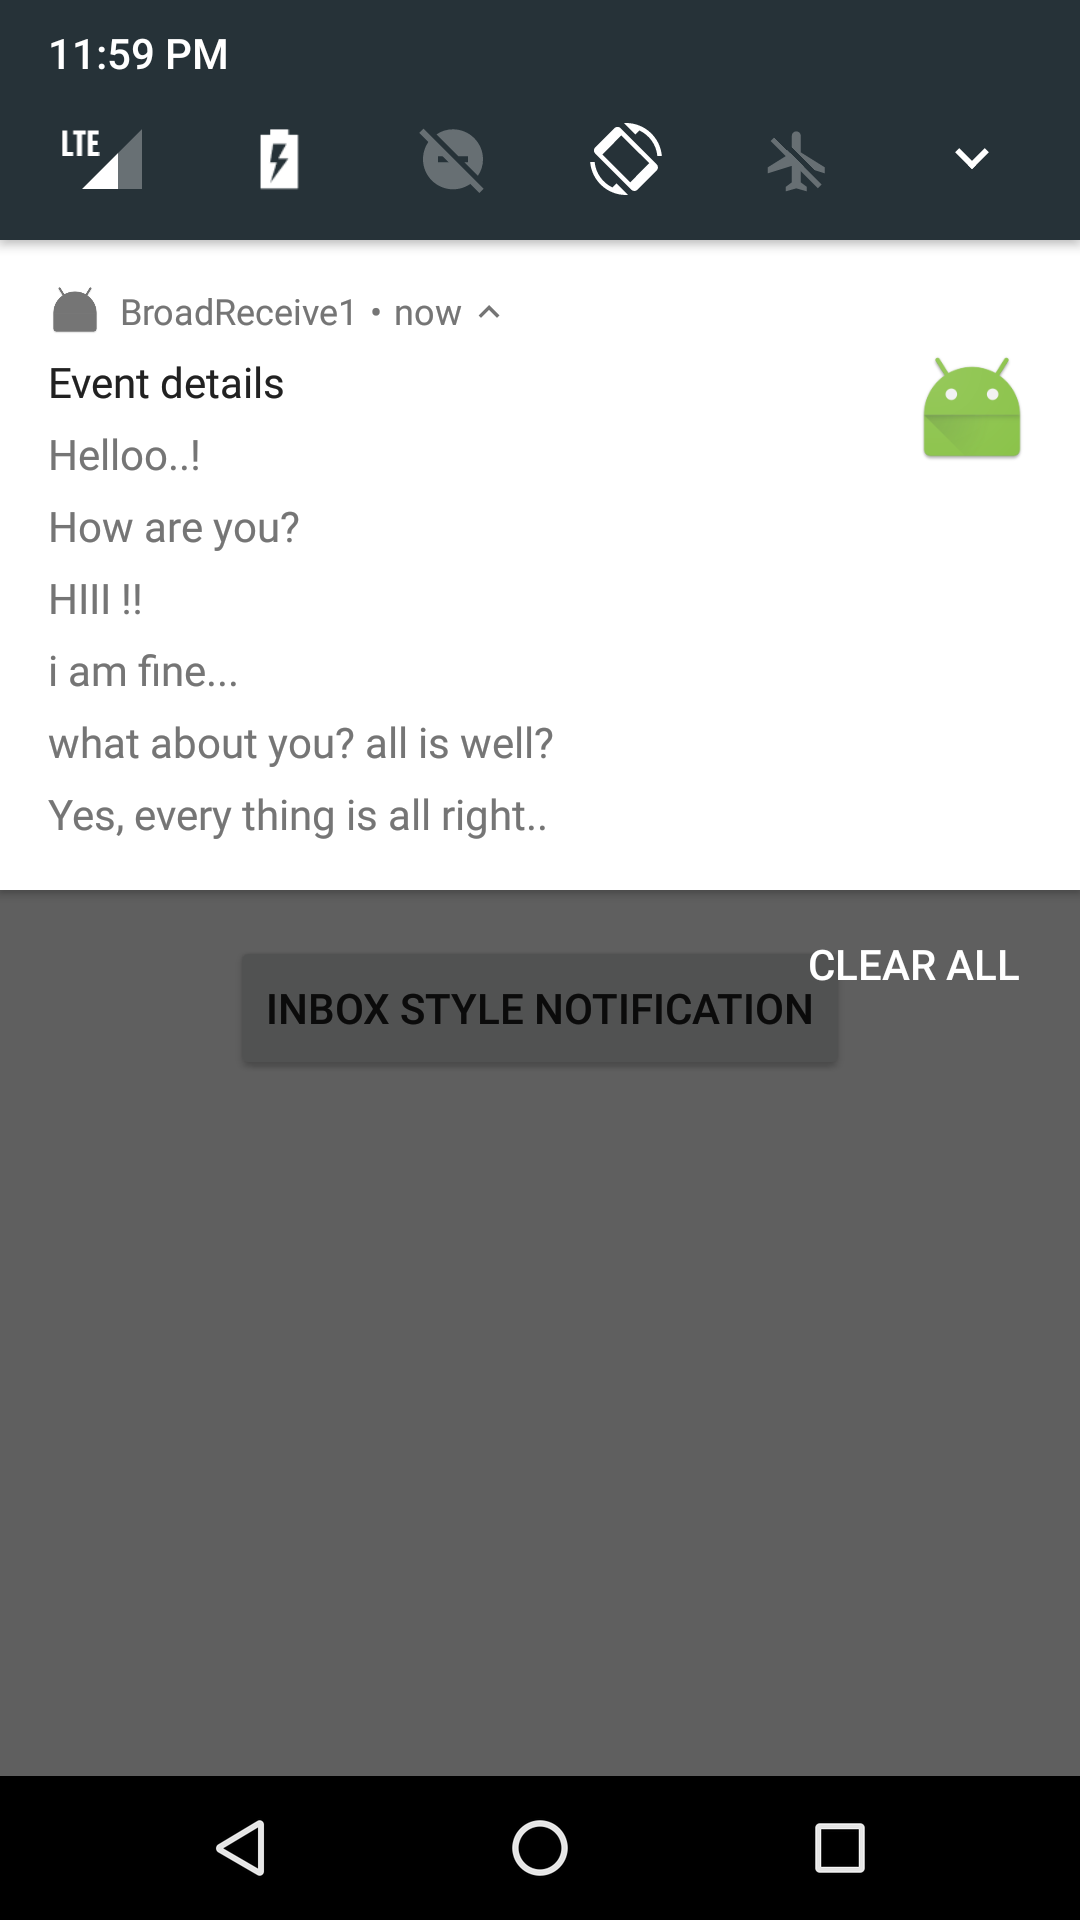 11:59 PM
LTE
BroadReceive1 • now
Event details
Helloo..!
How are you?
HIII !!
i am fine...
what about you? all is well?
Yes, every thing is all right..
CLEAR ALL
INBOX STYLE NOTIFICATION